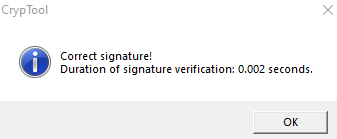 CrypTool
Correct signature!
Duration of signature verification: 0.002 seconds.
OK